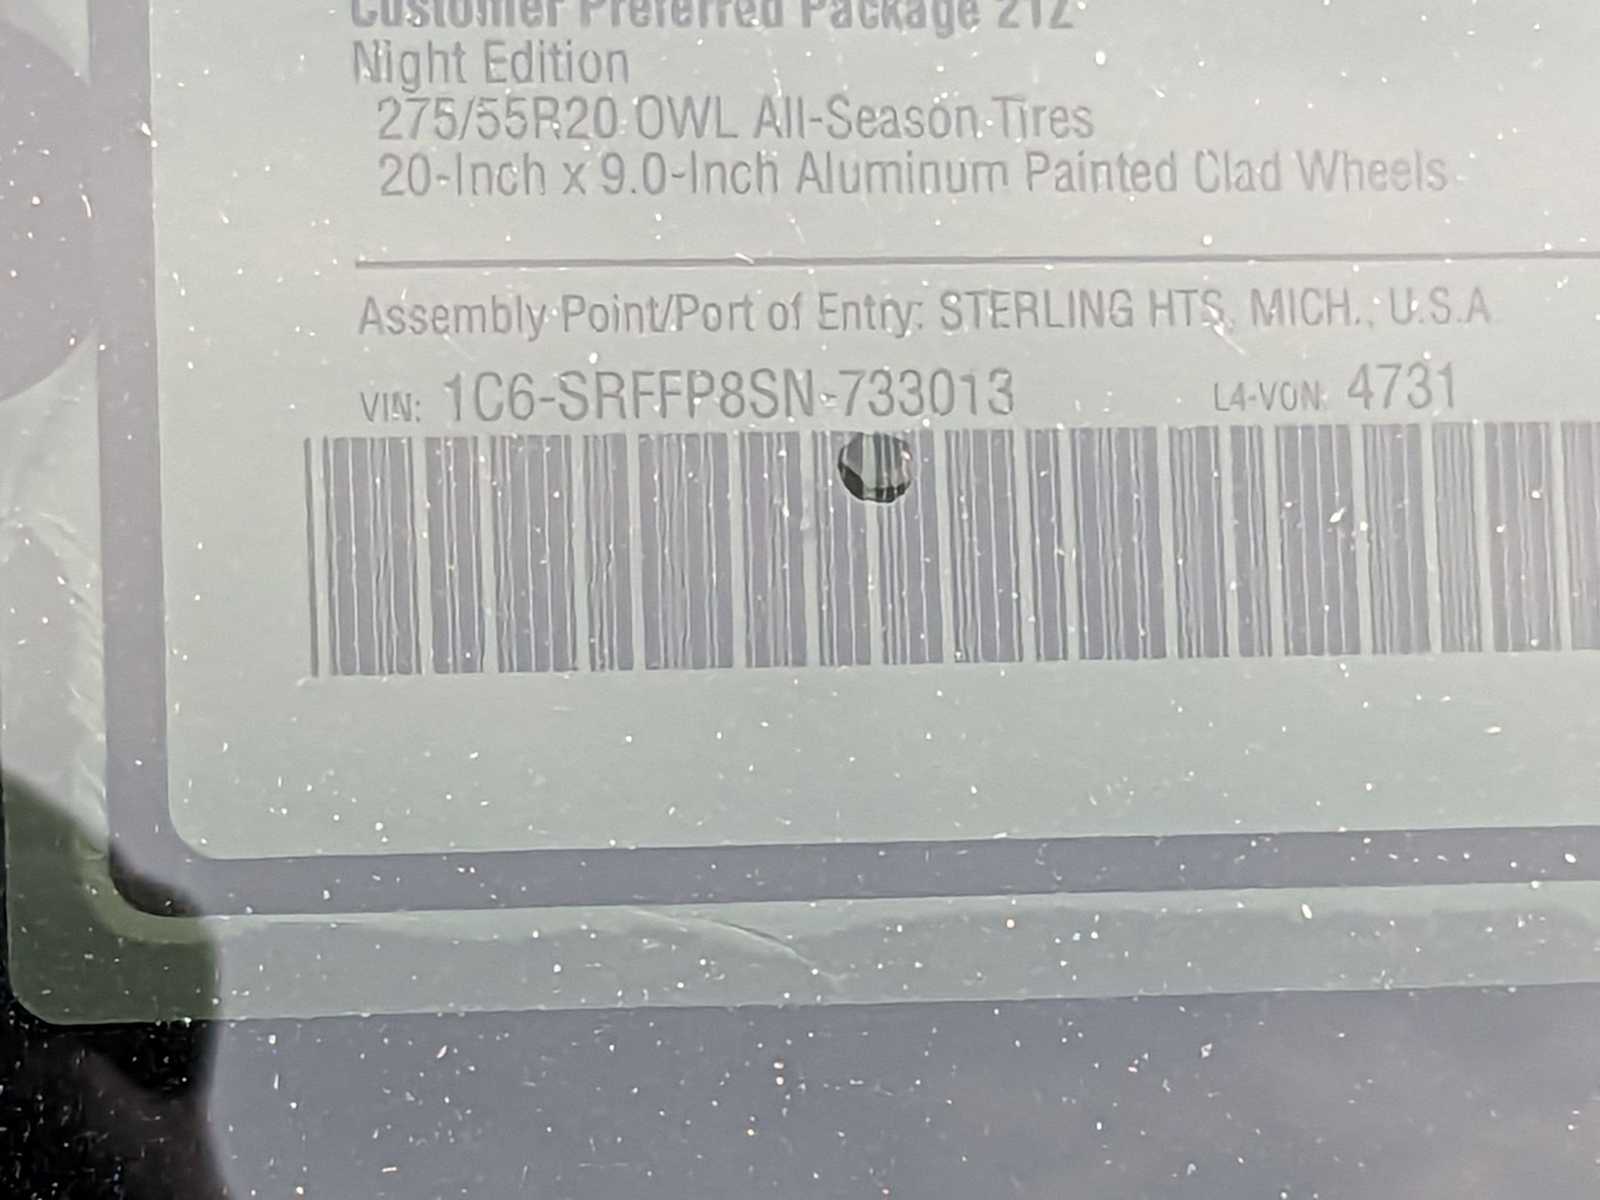 Customer Preferred Package 21Z
Night Edition
275/55R20 OWL All-Season Tires
20-Inch x 9.0-Inch Aluminum Painted Clad Wheels
Assembly Point/Port of Entry: STERLING HTS, MICH., U.S.A
VIN: 1C6-SRFFP8SN-733013 L4-VON: 4731